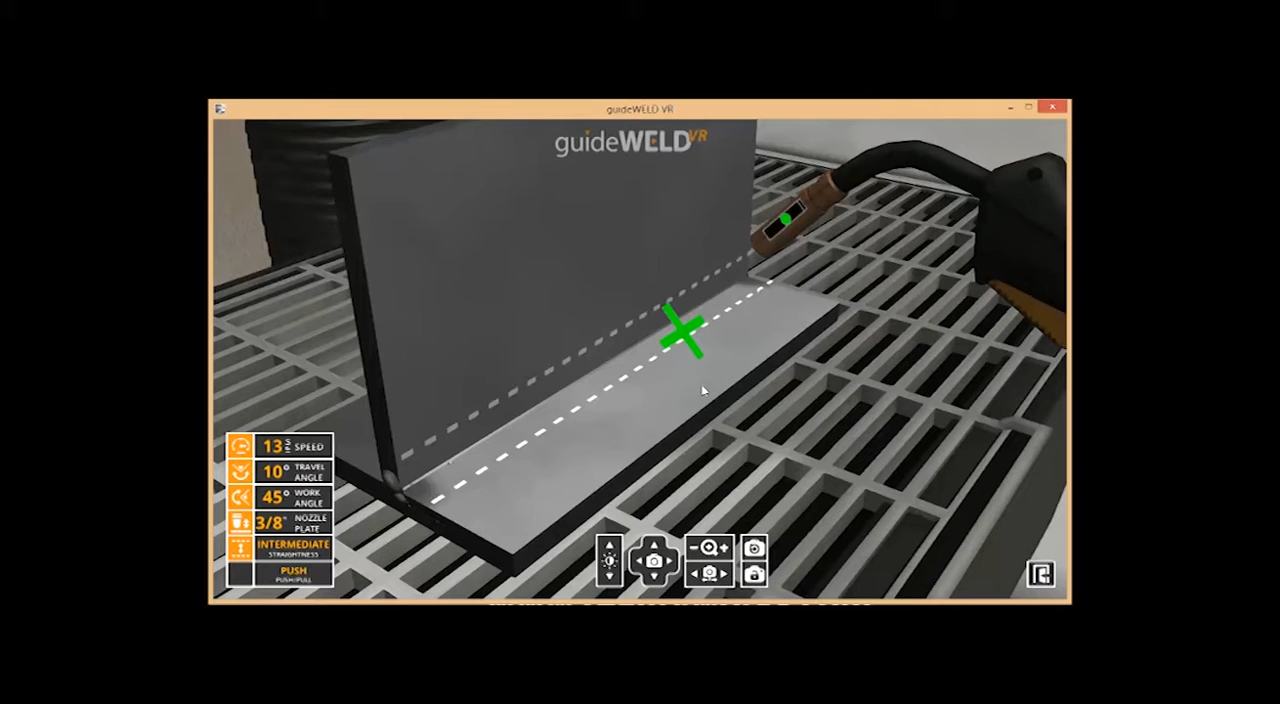 guideWELD VR
guideWELD VR
13 SPEED
10° TRAVEL ANGLE
45° WORK ANGLE
3/8" NOZZLE PLATE
INTERMEDIATE
STRAIGHTNESS
PUSH
PUSH/PULL